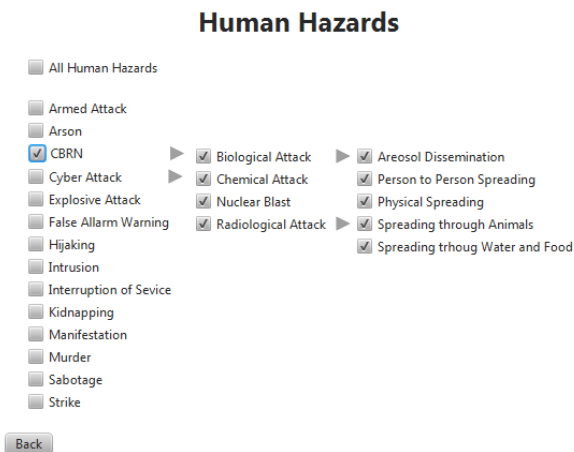 Human Hazards
All Human Hazards
Armed Attack
Arson
CBRN
Cyber Attack
Explosive Attack
False Allarm Warning
Hijaking
Intrusion
Interruption of Sevice
Kidnapping
Manifestation
Murder
Sabotage
Strike
Biological Attack
Chemical Attack
Nuclear Blast
Radiological Attack
Areosol Dissemination
Person to Person Spreading
Physical Spreading
Spreading through Animals
Spreading trhoug Water and Food
Back